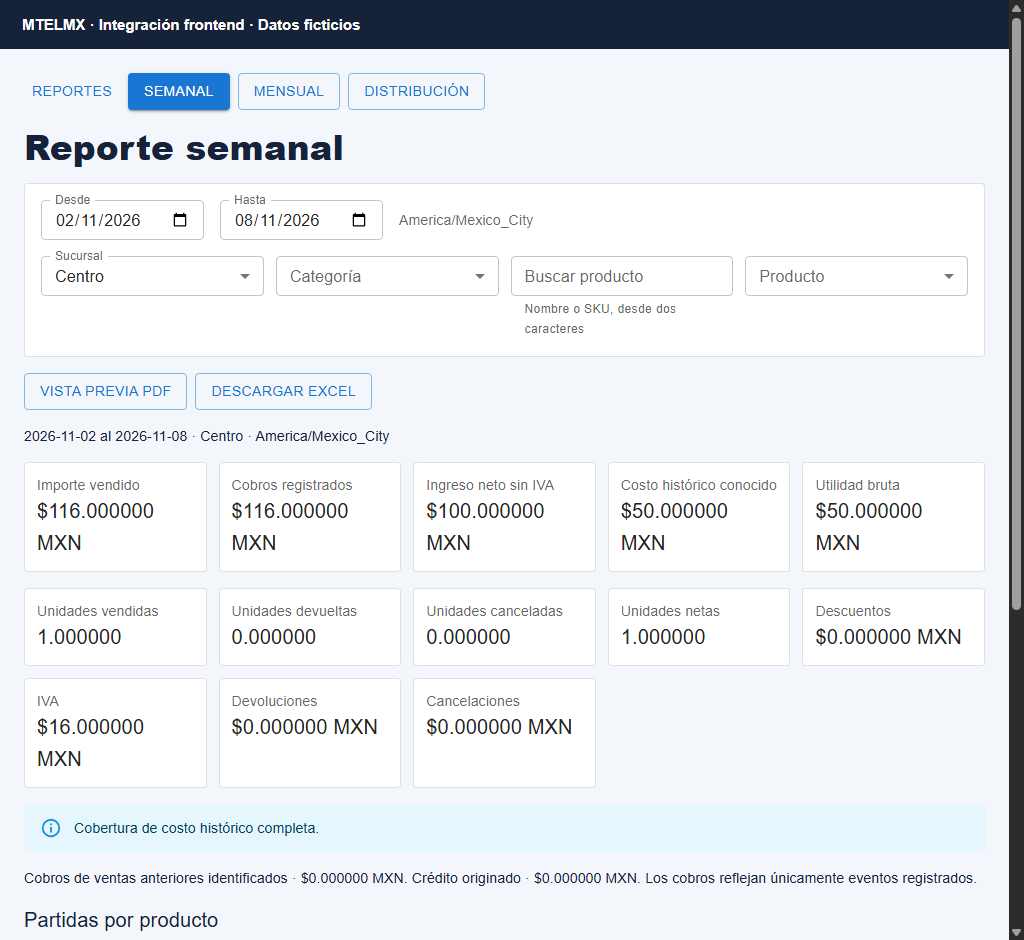 MTELMX · Integración frontend · Datos ficticios
REPORTES
SEMANAL
MENSUAL
DISTRIBUCIÓN
Reporte semanal
Desde
02/11/2026
Hasta
08/11/2026
America/Mexico_City
Sucursal
Centro
Categoría
Buscar producto
Nombre o SKU, desde dos
caracteres
Producto
VISTA PREVIA PDF
DESCARGAR EXCEL
2026-11-02 al 2026-11-08 · Centro · America/Mexico_City
Importe vendido
$116.000000
MXN
Cobros registrados
$116.000000
MXN
Ingreso neto sin IVA
$100.000000
MXN
Costo histórico conocido
$50.000000
MXN
Utilidad bruta
$50.000000
MXN
Unidades vendidas
1.000000
Unidades devueltas
0.000000
Unidades canceladas
0.000000
Unidades netas
1.000000
Descuentos
$0.000000 MXN
IVA
$16.000000
MXN
Devoluciones
$0.000000 MXN
Cancelaciones
$0.000000 MXN
Cobertura de costo histórico completa.
Cobros de ventas anteriores identificados · $0.000000 MXN. Crédito originado · $0.000000 MXN. Los cobros reflejan únicamente eventos registrados.
Partidas por producto